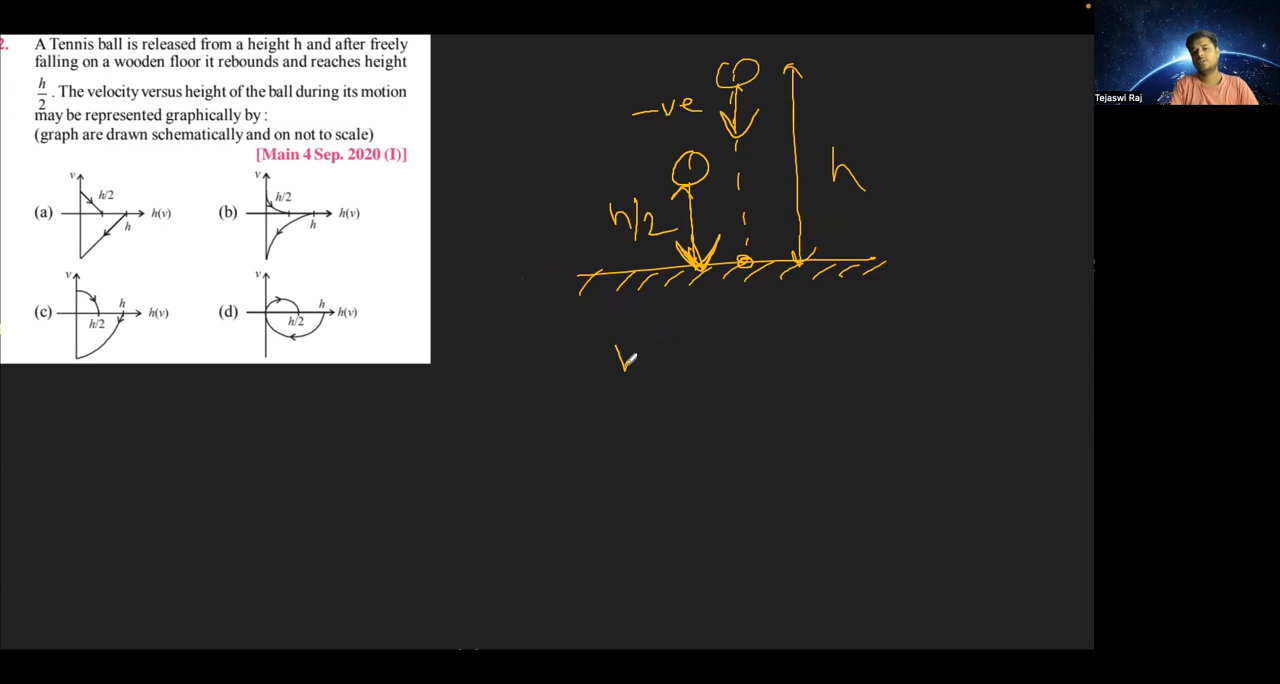 2. A Tennis ball is released from a height h and after freely
falling on a wooden floor it rebounds and reaches height
h/2 . The velocity versus height of the ball during its motion
may be represented graphically by :
(graph are drawn schematically and on not to scale)
[Main 4 Sep. 2020 (I)]
(a) v h/2 h h(v)
(b) v h/2 h h(v)
(c) v h/2 h h(v)
(d) v h/2 h h(v)
-ve
h
h/2
v
Tejaswi Raj